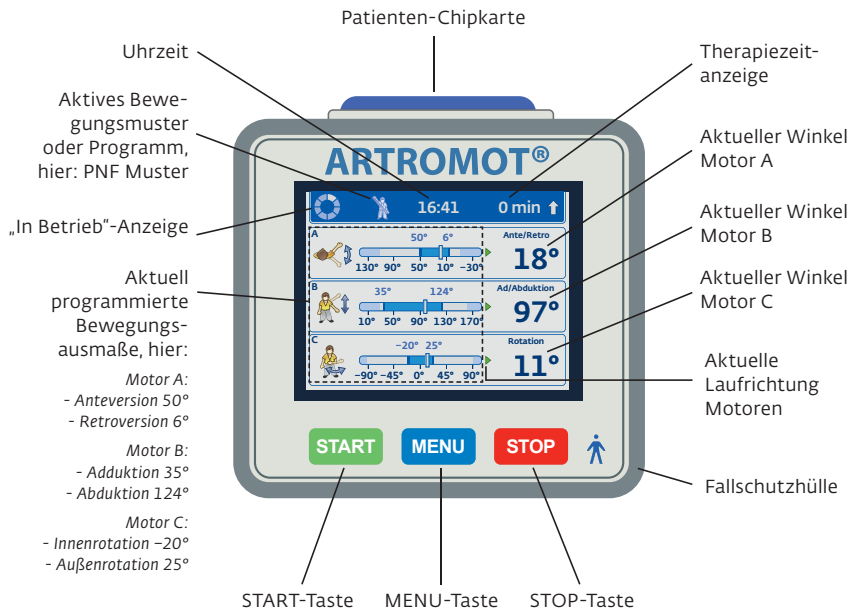 Patienten-Chipkarte
Uhrzeit
Aktives Bewe-
gungsmuster
oder Programm,
hier: PNF Muster
„In Betrieb“-Anzeige
Aktuell
programmierte
Bewegungs-
ausmaße, hier:
Motor A:
- Anteversion 50°
- Retroversion 6°
Motor B:
- Adduktion 35°
- Abduktion 124°
Motor C:
- Innenrotation –20°
- Außenrotation 25°
ARTROMOT®
16:41 0 min
A
50° 6°
130° 90° 50° 10° –30°
Ante/Retro
18°
B
35° 124°
10° 50° 90° 130° 170°
Ad/Abduktion
97°
C
–20° 25°
–90° –45° 0° 45° 90°
Rotation
11°
START MENU STOP
Therapiezeit-
anzeige
Aktueller Winkel
Motor A
Aktueller Winkel
Motor B
Aktueller Winkel
Motor C
Aktuelle
Laufrichtung
Motoren
Fallschutzhülle
START-Taste MENU-Taste STOP-Taste